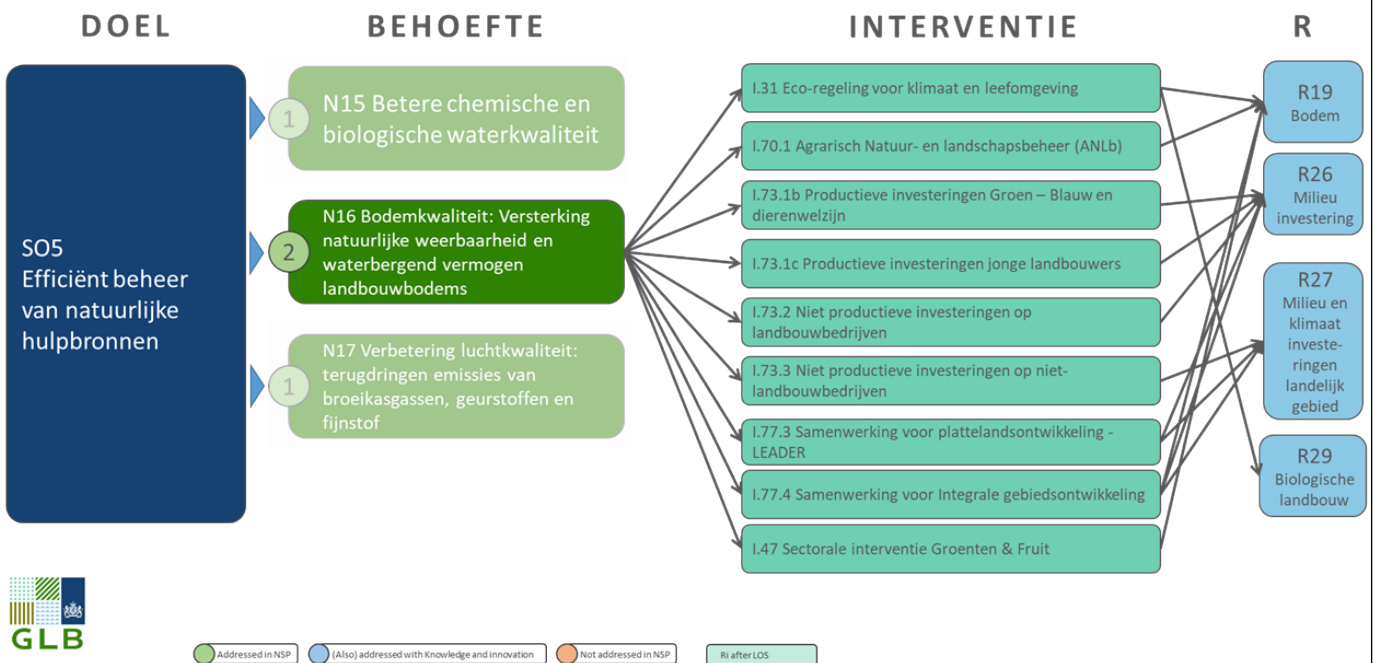 DOEL
BEHOEFTE
INTERVENTIE
R
SO5
Efficiënt beheer
van natuurlijke
hulpbronnen
1
N15 Betere chemische en
biologische waterkwaliteit
2
N16 Bodemkwaliteit: Versterking
natuurlijke weerbaarheid en
waterbergend vermogen
landbouwbodems
1
N17 Verbetering luchtkwaliteit:
terugdringen emissies van
broeikasgassen, geurstoffen en
fijnstof
I.31 Eco-regeling voor klimaat en leefomgeving
I.70.1 Agrarisch Natuur- en landschapsbeheer (ANLb)
I.73.1b Productieve investeringen Groen – Blauw en
dierenwelzijn
I.73.1c Productieve investeringen jonge landbouwers
I.73.2 Niet productieve investeringen op
landbouwbedrijven
I.73.3 Niet productieve investeringen op niet-
landbouwbedrijven
I.77.3 Samenwerking voor plattelandsontwikkeling -
LEADER
I.77.4 Samenwerking voor Integrale gebiedsontwikkeling
I.47 Sectorale interventie Groenten & Fruit
R19
Bodem
R26
Milieu
investering
R27
Milieu en
klimaat
investe-
ringen
landelijk
gebied
R29
Biologische
landbouw
GLB
Addressed in NSP
(Also) addressed with Knowledge and innovation
Not addressed in NSP
Ri after LOS